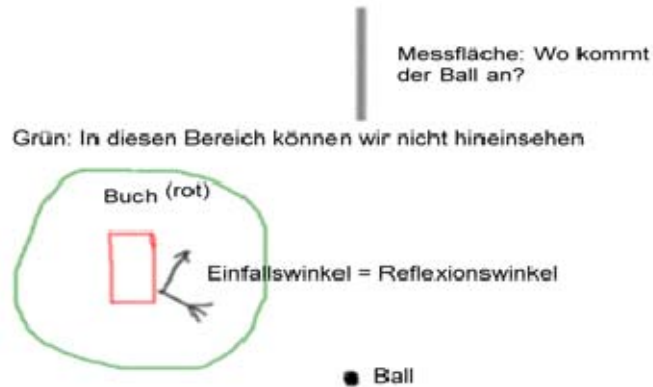 Messfläche: Wo kommt
der Ball an?
Grün: In diesen Bereich können wir nicht hineinsehen
Buch (rot)
Einfallswinkel = Reflexionswinkel
Ball